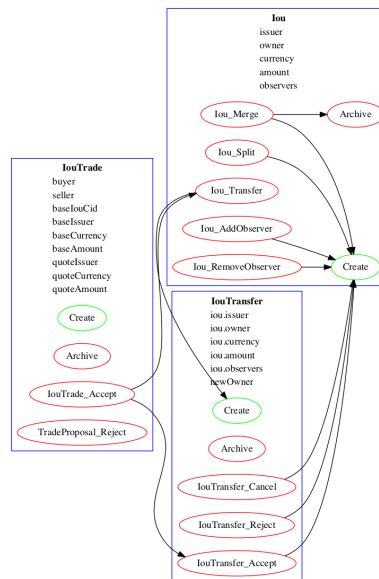 Iou
issuer
owner
currency
amount
observers
Iou_Merge
Archive
Iou_Split
Iou_Transfer
Iou_AddObserver
Iou_RemoveObserver
Create
IouTrade
buyer
seller
baseIouCid
baseIssuer
baseCurrency
baseAmount
quoteIssuer
quoteCurrency
quoteAmount
Create
Archive
IouTrade_Accept
TradeProposal_Reject
IouTransfer
iou.issuer
iou.owner
iou.currency
iou.amount
iou.observers
newOwner
Create
Archive
IouTransfer_Cancel
IouTransfer_Reject
IouTransfer_Accept